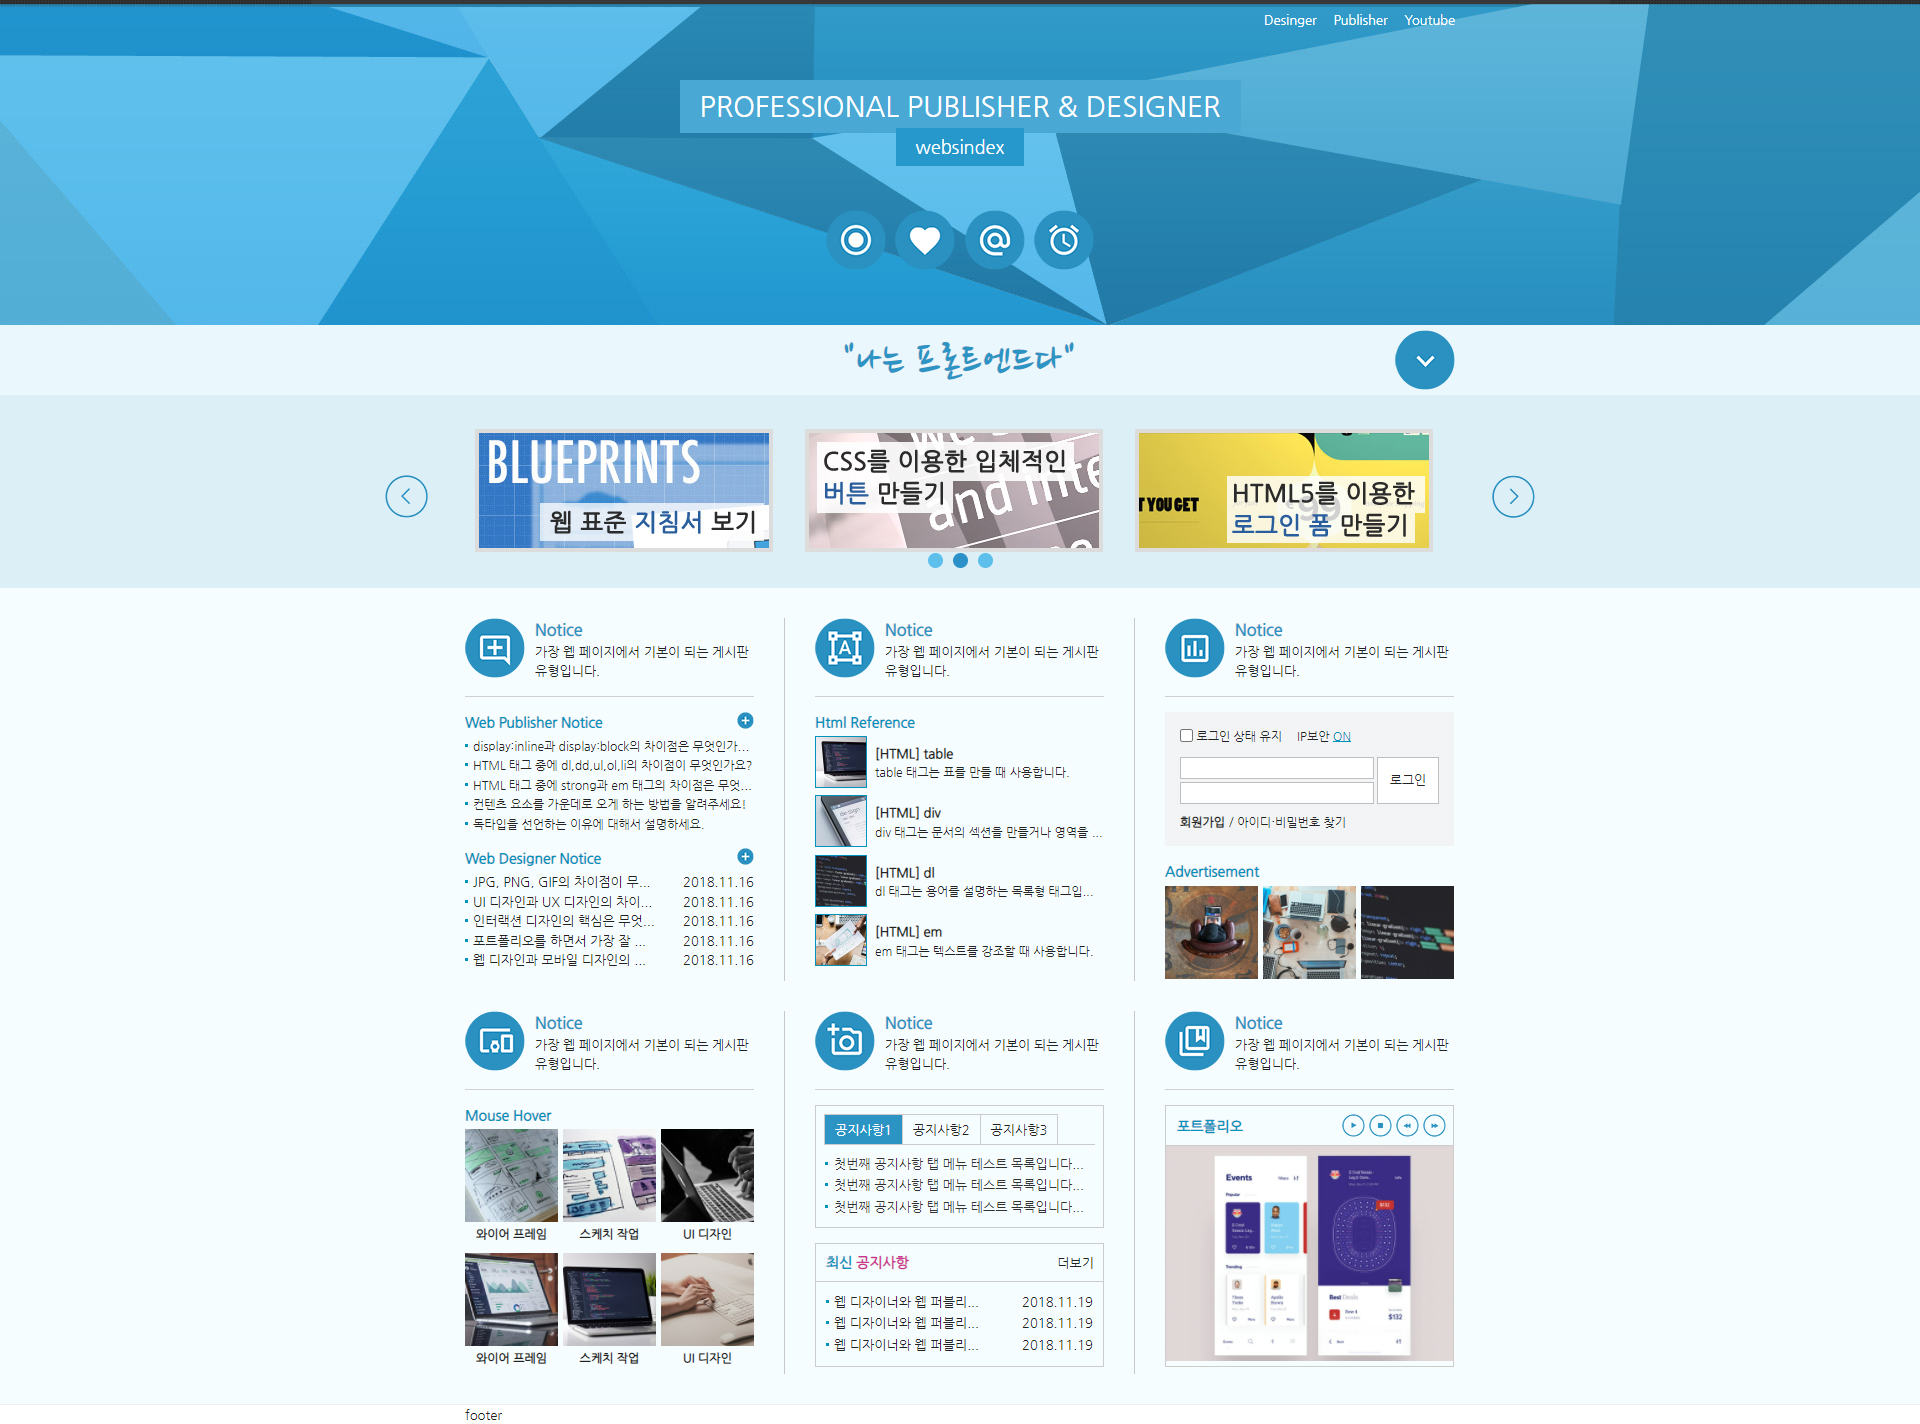 Desinger Publisher Youtube
PROFESSIONAL PUBLISHER & DESIGNER
websindex
"나는 프론트엔드다"
BLUEPRINTS
웹 표준 지침서 보기
CSS를 이용한 입체적인
버튼 만들기
and inte
T YOU GET
HTML5를 이용한
로그인 폼 만들기
Notice
가장 웹 페이지에서 기본이 되는 게시판
유형입니다.
Web Publisher Notice
display:inline과 display:block의 차이점은 무엇인가...
HTML 태그 중에 dl,dd,ul,ol,li의 차이점이 무엇인가요?
HTML 태그 중에 strong과 em 태그의 차이점은 무엇...
컨텐츠 요소를 가운데로 오게 하는 방법을 알려주세요!
독타입을 선언하는 이유에 대해서 설명하세요.
Web Designer Notice
JPG, PNG, GIF의 차이점이 무... 2018.11.16
UI 디자인과 UX 디자인의 차이... 2018.11.16
인터랙션 디자인의 핵심은 무엇... 2018.11.16
포트폴리오를 하면서 가장 잘 ... 2018.11.16
웹 디자인과 모바일 디자인의 ... 2018.11.16
Notice
가장 웹 페이지에서 기본이 되는 게시판
유형입니다.
Html Reference
[HTML] table
table 태그는 표를 만들 때 사용합니다.
[HTML] div
div 태그는 문서의 섹션을 만들거나 영역을 ...
[HTML] dl
dl 태그는 용어를 설명하는 목록형 태그입...
[HTML] em
em 태그는 텍스트를 강조할 때 사용합니다.
Notice
가장 웹 페이지에서 기본이 되는 게시판
유형입니다.
로그인 상태 유지 IP보안 ON
로그인
회원가입 / 아이디·비밀번호 찾기
Advertisement
Notice
가장 웹 페이지에서 기본이 되는 게시판
유형입니다.
Mouse Hover
와이어 프레임 스케치 작업 UI 디자인
와이어 프레임 스케치 작업 UI 디자인
Notice
가장 웹 페이지에서 기본이 되는 게시판
유형입니다.
공지사항1 공지사항2 공지사항3
첫번째 공지사항 탭 메뉴 테스트 목록입니다...
첫번째 공지사항 탭 메뉴 테스트 목록입니다...
첫번째 공지사항 탭 메뉴 테스트 목록입니다...
최신 공지사항 더보기
웹 디자이너와 웹 퍼블리... 2018.11.19
웹 디자이너와 웹 퍼블리... 2018.11.19
웹 디자이너와 웹 퍼블리... 2018.11.19
Notice
가장 웹 페이지에서 기본이 되는 게시판
유형입니다.
포트폴리오
Events
Popular
Trending
Best Deals
$132
footer